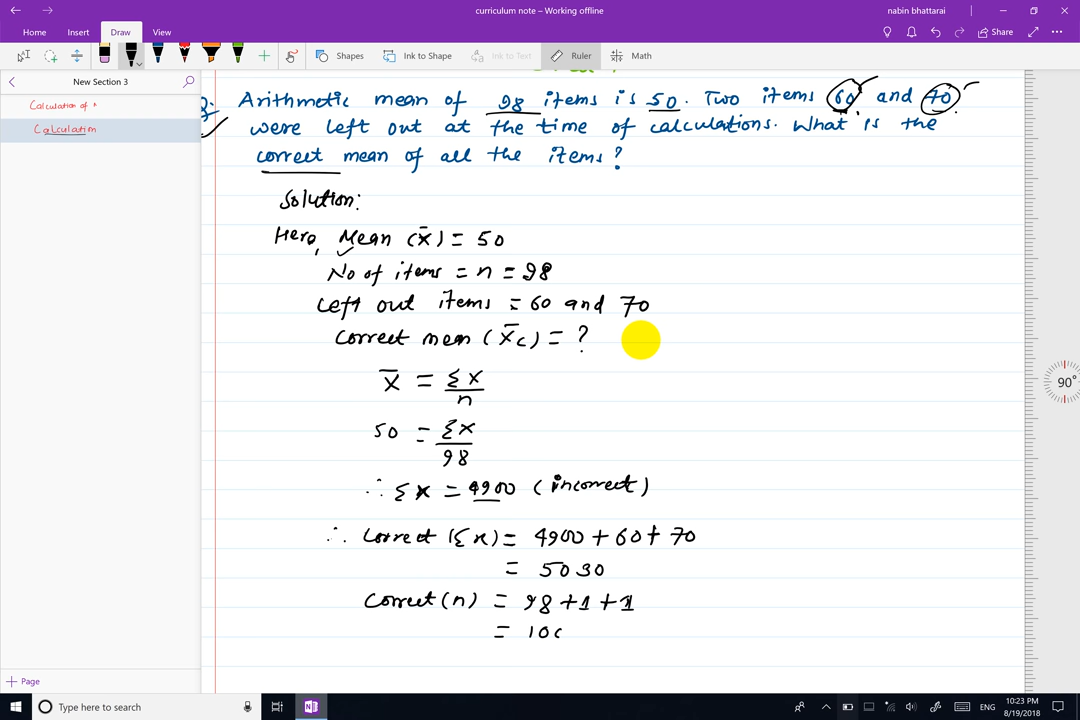 curriculum note – Working offline
nabin bhattarai
Home Insert Draw View
Share
Shapes
Ink to Shape
Ink to Text
Ruler
Math
New Section 3
Calculation of
Calculation
Q. Arithmetic mean of 98 items is 50. Two items 60 and 70
were left out at the time of calculations. What is the
correct mean of all the items?
Solution:
Here, Mean (x̄) = 50
No of items = n = 98
Left out items = 60 and 70
Correct mean (x̄c) = ?
x̄ = Σx/n
50 = Σx/98
∴ Σx = 4900 (incorrect)
∴ Correct (Σx) = 4900 + 60 + 70
= 5030
Correct (n) = 98 + 1 + 1
= 10
90°
+ Page
Type here to search
ENG
10:23 PM
8/19/2018